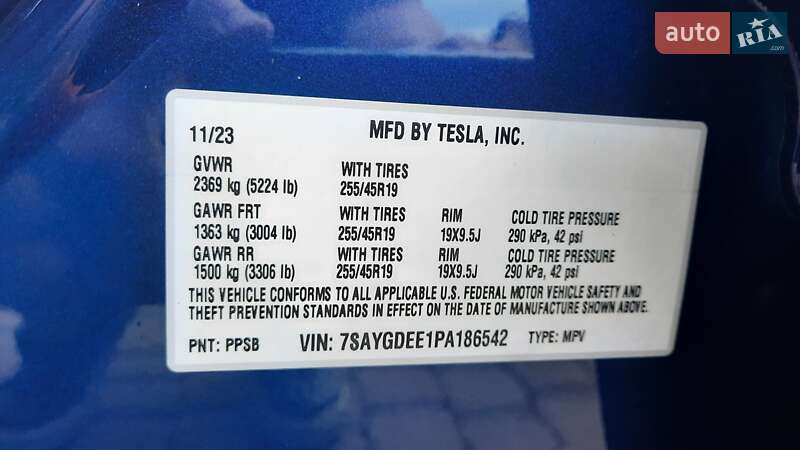 auto RIA.com
11/23 MFD BY TESLA, INC.
GVWR WITH TIRES
2369 kg (5224 lb) 255/45R19
GAWR FRT WITH TIRES RIM COLD TIRE PRESSURE
1363 kg (3004 lb) 255/45R19 19X9.5J 290 kPa, 42 psi
GAWR RR WITH TIRES RIM COLD TIRE PRESSURE
1500 kg (3306 lb) 255/45R19 19X9.5J 290 kPa, 42 psi
THIS VEHICLE CONFORMS TO ALL APPLICABLE U.S. FEDERAL MOTOR VEHICLE SAFETY AND
THEFT PREVENTION STANDARDS IN EFFECT ON THE DATE OF MANUFACTURE SHOWN ABOVE.
PNT: PPSB VIN: 7SAYGDEE1PA186542 TYPE: MPV